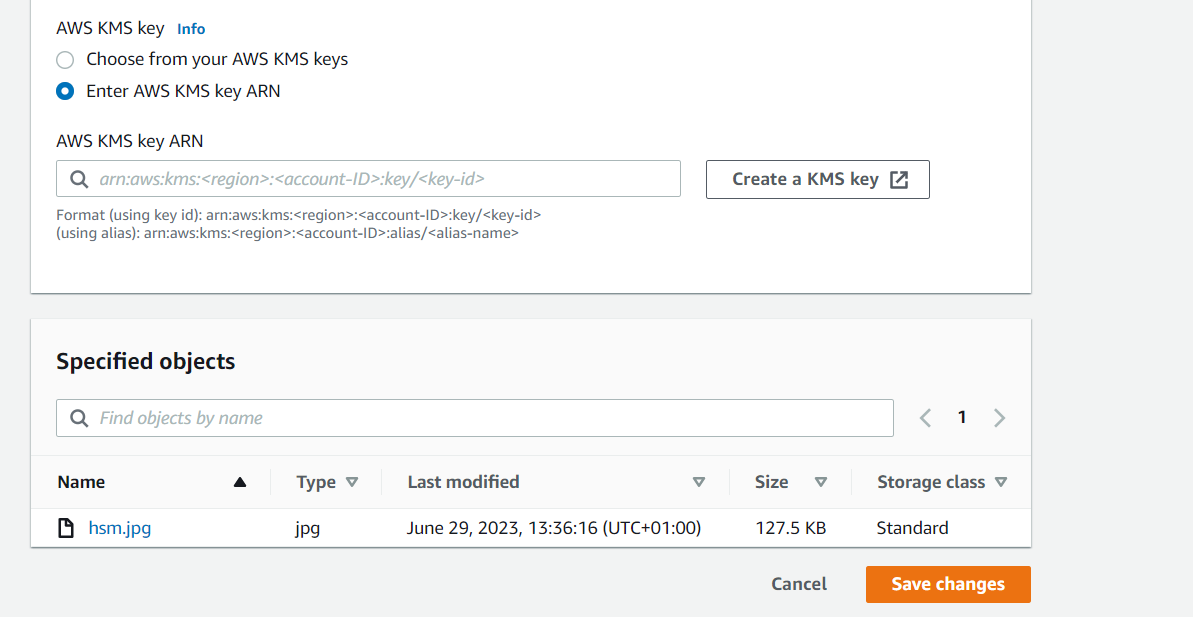 AWS KMS key Info
Choose from your AWS KMS keys
Enter AWS KMS key ARN
AWS KMS key ARN
arn:aws:kms:<region>:<account-ID>:key/<key-id>
Create a KMS key
Format (using key id): arn:aws:kms:<region>:<account-ID>:key/<key-id>
(using alias): arn:aws:kms:<region>:<account-ID>:alias/<alias-name>
Specified objects
Find objects by name
1
Name Type Last modified Size Storage class
hsm.jpg jpg June 29, 2023, 13:36:16 (UTC+01:00) 127.5 KB Standard
Cancel Save changes